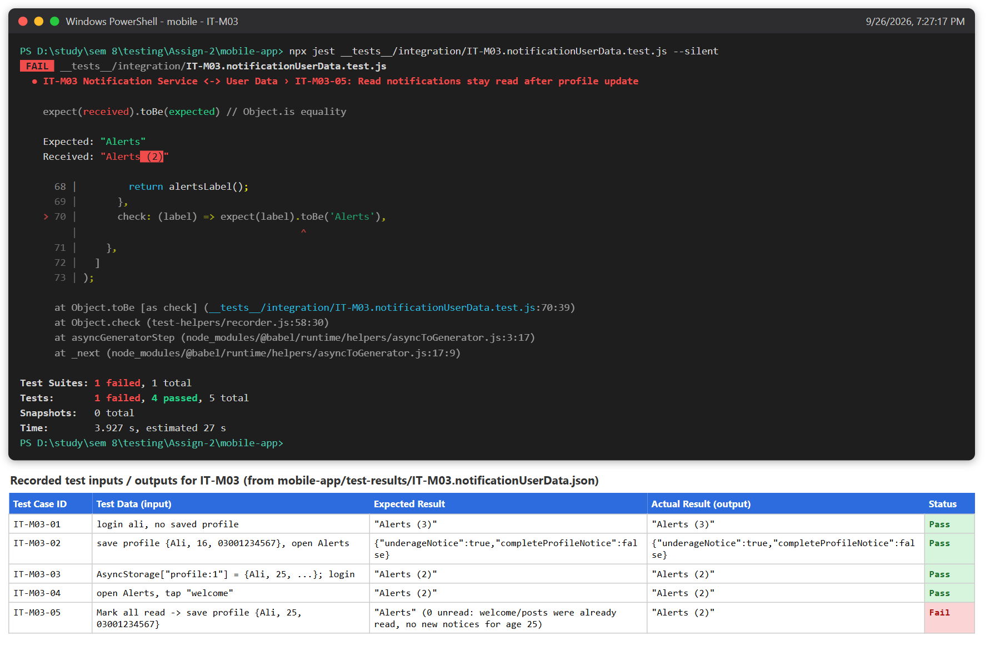 Windows PowerShell - mobile - IT-M03
9/26/2026, 7:27:17 PM
PS D:\study\sem 8\testing\Assign-2\mobile-app> npx jest __tests__/integration/IT-M03.notificationUserData.test.js --silent
FAIL __tests__/integration/IT-M03.notificationUserData.test.js
● IT-M03 Notification Service <-> User Data › IT-M03-05: Read notifications stay read after profile update
expect(received).toBe(expected) // Object.is equality
Expected: "Alerts"
Received: "Alerts (2)"
68 |         return alertsLabel();
69 |       },
> 70 |       check: (label) => expect(label).toBe('Alerts'),
|                                       ^
71 |     },
72 |   ]
73 | );
at Object.toBe [as check] (__tests__/integration/IT-M03.notificationUserData.test.js:70:39)
at Object.check (test-helpers/recorder.js:58:30)
at asyncGeneratorStep (node_modules/@babel/runtime/helpers/asyncToGenerator.js:3:17)
at _next (node_modules/@babel/runtime/helpers/asyncToGenerator.js:17:9)
Test Suites: 1 failed, 1 total
Tests:       1 failed, 4 passed, 5 total
Snapshots:   0 total
Time:        3.927 s, estimated 27 s
PS D:\study\sem 8\testing\Assign-2\mobile-app>
Recorded test inputs / outputs for IT-M03 (from mobile-app/test-results/IT-M03.notificationUserData.json)
Test Case ID Test Data (input) Expected Result Actual Result (output) Status
IT-M03-01 login ali, no saved profile "Alerts (3)" "Alerts (3)" Pass
IT-M03-02 save profile {Ali, 16, 03001234567}, open Alerts {"underageNotice":true,"completeProfileNotice":fal {"underageNotice":true,"completeProfileNotice":fal Pass
se} se}
IT-M03-03 AsyncStorage["profile:1"] = {Ali, 25, ...}; login "Alerts (2)" "Alerts (2)" Pass
IT-M03-04 open Alerts, tap "welcome" "Alerts (2)" "Alerts (2)" Pass
IT-M03-05 Mark all read -> save profile {Ali, 25, "Alerts" (0 unread: welcome/posts were already "Alerts (2)" Fail
03001234567} read, no new notices for age 25)